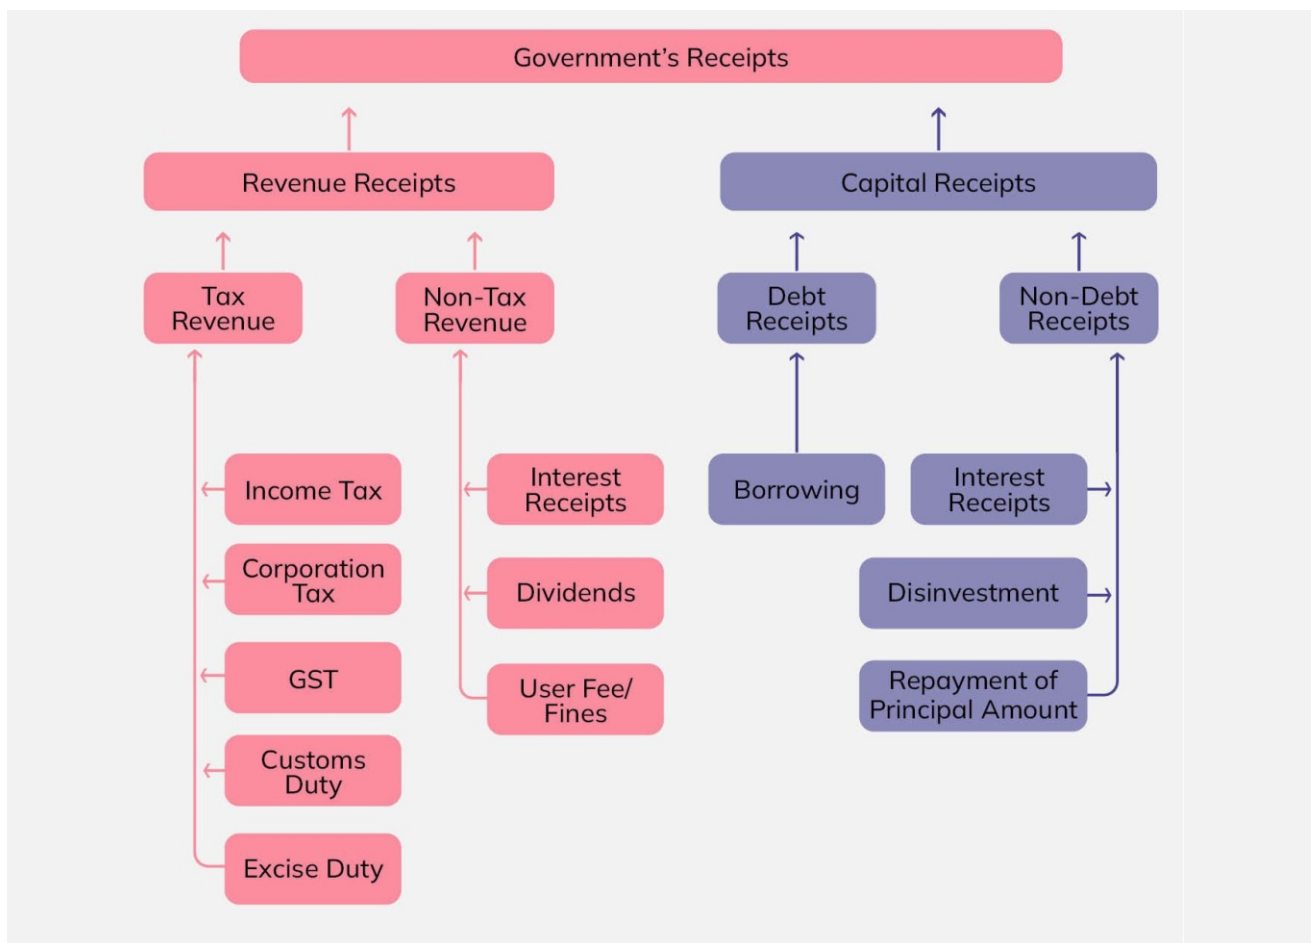 Government’s Receipts
Revenue Receipts
Capital Receipts
Tax
Revenue
Non-Tax
Revenue
Debt
Receipts
Non-Debt
Receipts
Income Tax
Corporation
Tax
GST
Customs
Duty
Excise Duty
Interest
Receipts
Dividends
User Fee/
Fines
Borrowing
Interest
Receipts
Disinvestment
Repayment of
Principal Amount